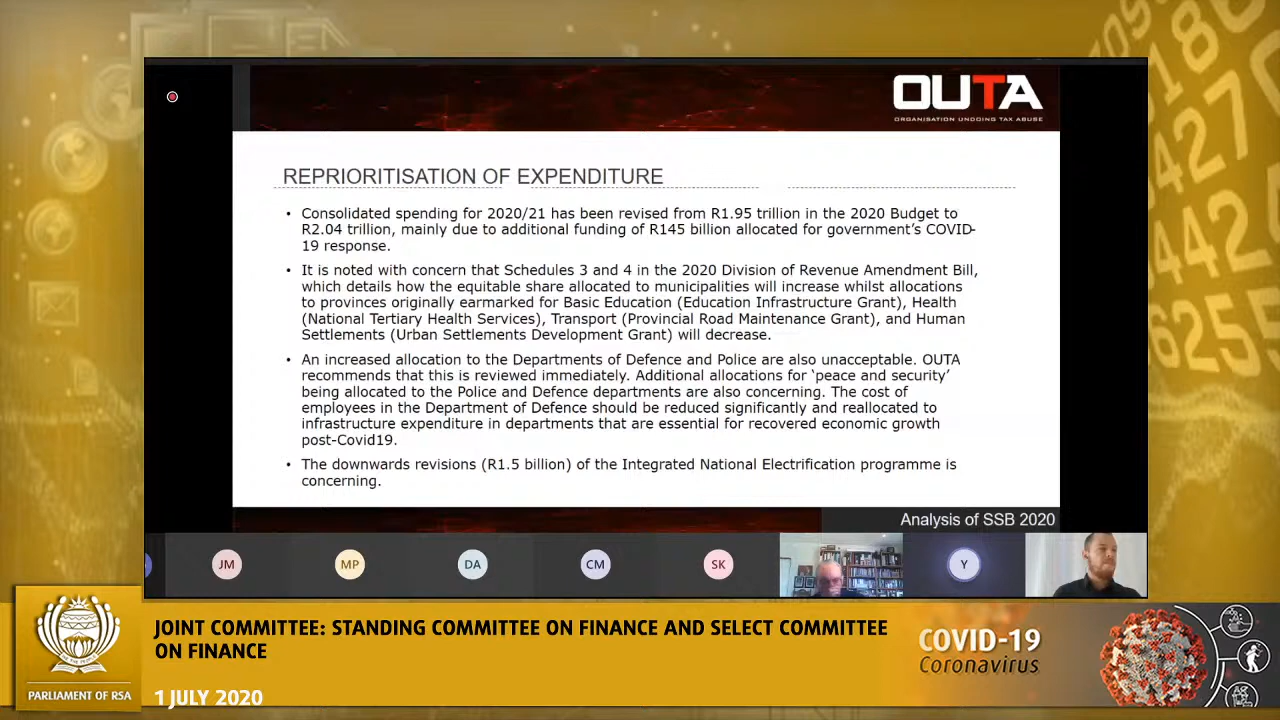 OUTA
ORGANISATION UNDOING TAX ABUSE
REPRIORITISATION OF EXPENDITURE
• Consolidated spending for 2020/21 has been revised from R1.95 trillion in the 2020 Budget to
R2.04 trillion, mainly due to additional funding of R145 billion allocated for government's COVID-
19 response.
• It is noted with concern that Schedules 3 and 4 in the 2020 Division of Revenue Amendment Bill,
which details how the equitable share allocated to municipalities will increase whilst allocations
to provinces originally earmarked for Basic Education (Education Infrastructure Grant), Health
(National Tertiary Health Services), Transport (Provincial Road Maintenance Grant), and Human
Settlements (Urban Settlements Development Grant) will decrease.
• An increased allocation to the Departments of Defence and Police are also unacceptable. OUTA
recommends that this is reviewed immediately. Additional allocations for 'peace and security'
being allocated to the Police and Defence departments are also concerning. The cost of
employees in the Department of Defence should be reduced significantly and reallocated to
infrastructure expenditure in departments that are essential for recovered economic growth
post-Covid19.
• The downwards revisions (R1.5 billion) of the Integrated National Electrification programme is
concerning.
Analysis of SSB 2020
JM
MP
DA
CM
SK
Y
JOINT COMMITTEE: STANDING COMMITTEE ON FINANCE AND SELECT COMMITTEE
ON FINANCE
1 JULY 2020
PARLIAMENT OF RSA
COVID-19
Coronavirus